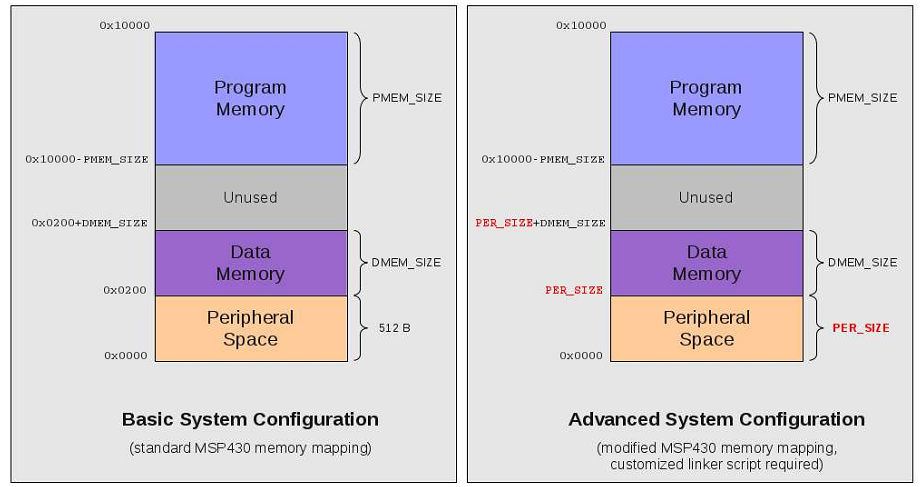 0x10000
Program
Memory
PMEM_SIZE
0x10000-PMEM_SIZE
Unused
0x0200+DMEM_SIZE
Data
Memory
DMEM_SIZE
0x0200
Peripheral
Space
512 B
0x0000
Basic System Configuration
(standard MSP430 memory mapping)
0x10000
Program
Memory
PMEM_SIZE
0x10000-PMEM_SIZE
Unused
PER_SIZE+DMEM_SIZE
Data
Memory
DMEM_SIZE
PER_SIZE
Peripheral
Space
PER_SIZE
0x0000
Advanced System Configuration
(modified MSP430 memory mapping,
customized linker script required)